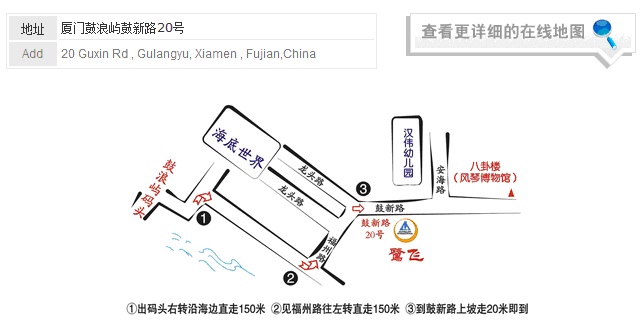 地址 厦门鼓浪屿鼓新路20号
Add 20 Guxin Rd , Gulangyu, Xiamen , Fujian,China
查看更详细的在线地图
海底世界
鼓浪屿码头
龙头路
龙头路
福州路
汉伟幼儿园
安海路
八卦楼
（风琴博物馆）
鼓新路
鼓新路
20号
鹭飞
①
②
③
①出码头右转沿海边直走150米 ②见福州路往左转直走150米 ③到鼓新路上坡走20米即到